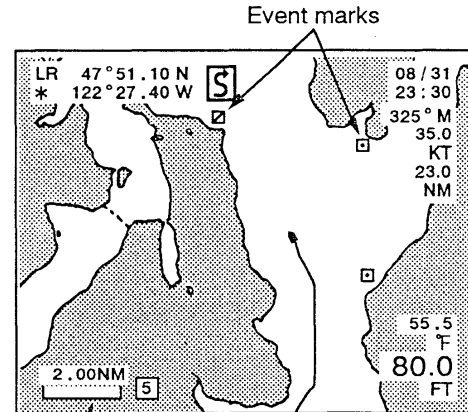 Event marks
LR 47°51.10 N
* 122°27.40 W
S
08/31
23:30
325°M
35.0
KT
23.0
NM
55.5
°F
80.0
FT
2.00NM
5